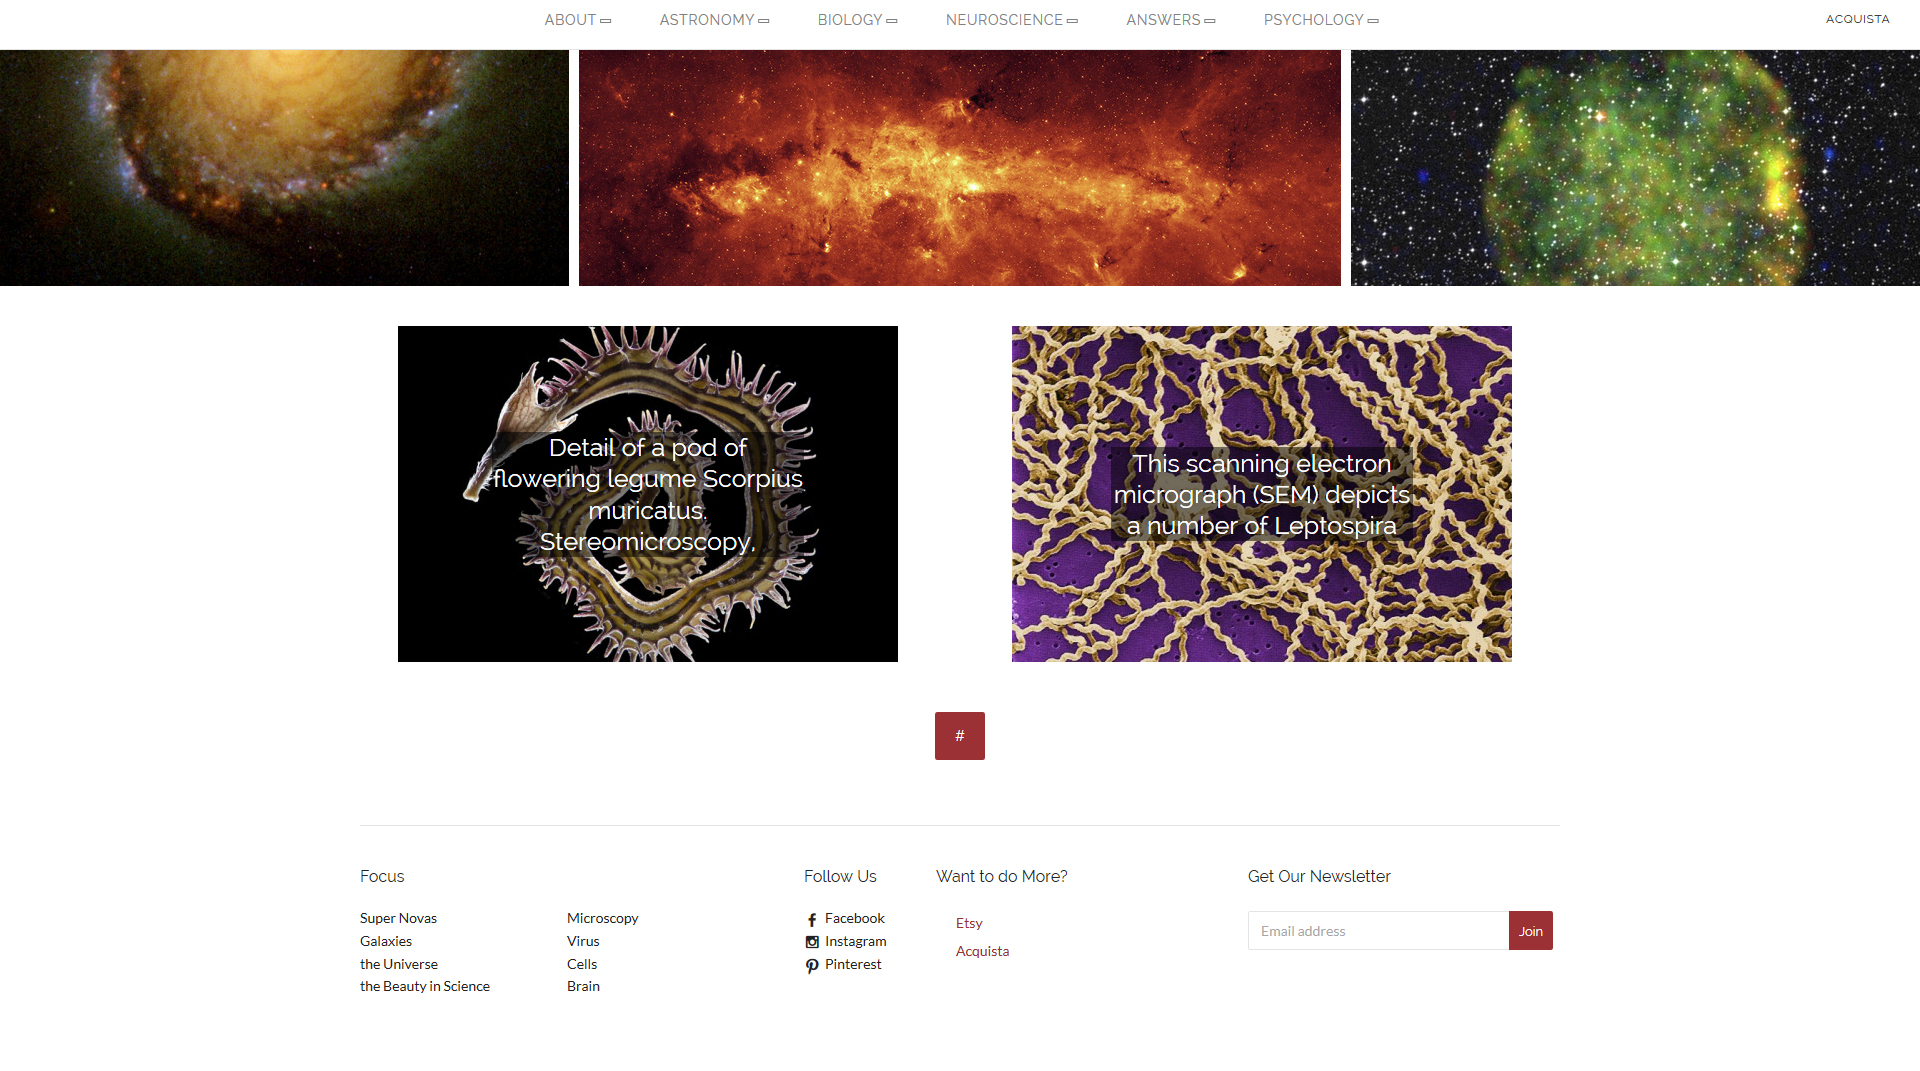 ABOUT
ASTRONOMY
BIOLOGY
NEUROSCIENCE
ANSWERS
PSYCHOLOGY
ACQUISTA
Detail of a pod of
flowering legume Scorpius
muricatus.
Stereomicroscopy,
This scanning electron
micrograph (SEM) depicts
a number of Leptospira
#
Focus
Super Novas
Galaxies
the Universe
the Beauty in Science
Microscopy
Virus
Cells
Brain
Follow Us
Facebook
Instagram
Pinterest
Want to do More?
Etsy
Acquista
Get Our Newsletter
Email address
Join